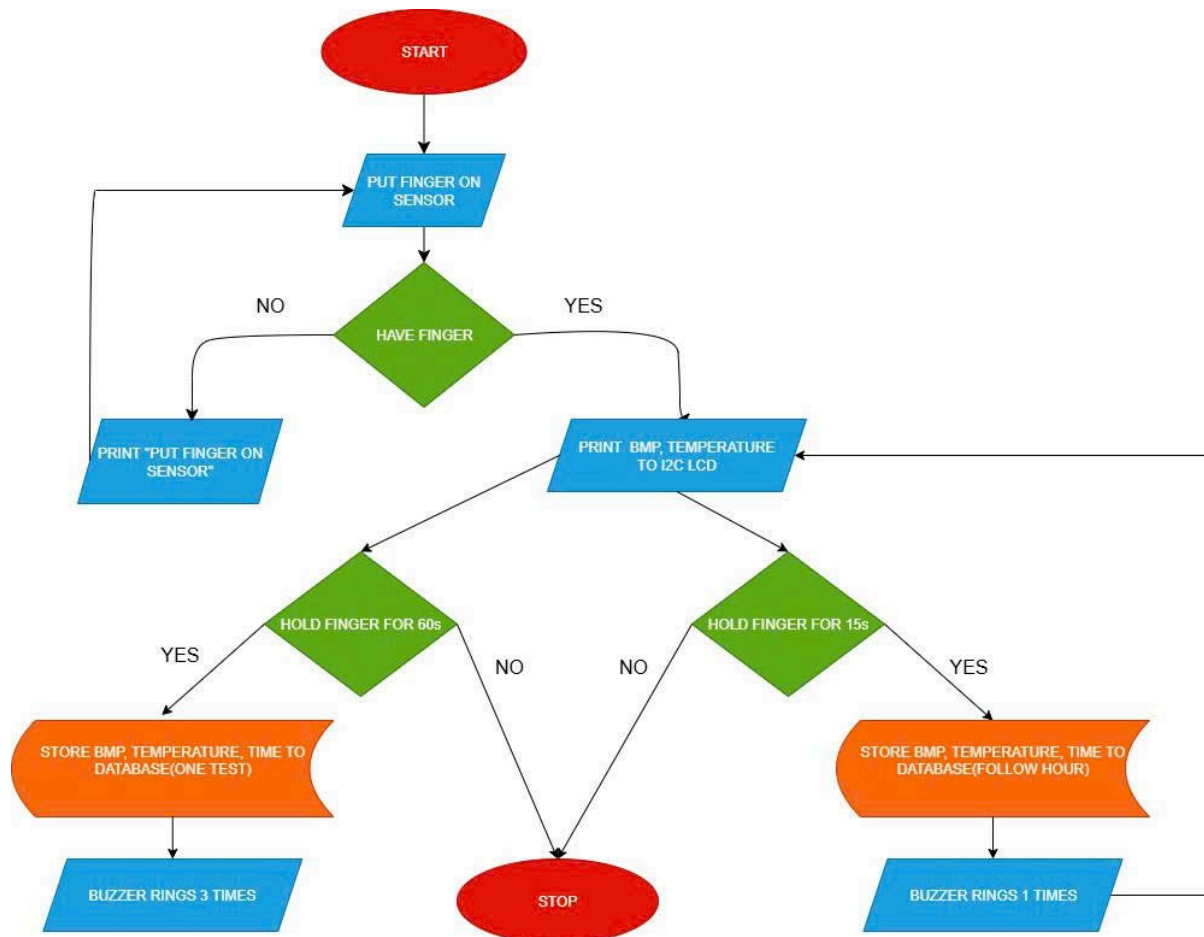 START
PUT FINGER ON
SENSOR
NO
YES
HAVE FINGER
PRINT "PUT FINGER ON
SENSOR"
PRINT BMP, TEMPERATURE
TO I2C LCD
HOLD FINGER FOR 60s
HOLD FINGER FOR 15s
YES
NO
NO
YES
STORE BMP, TEMPERATURE, TIME TO
DATABASE(ONE TEST)
STORE BMP, TEMPERATURE, TIME TO
DATABASE(FOLLOW HOUR)
BUZZER RINGS 3 TIMES
STOP
BUZZER RINGS 1 TIMES